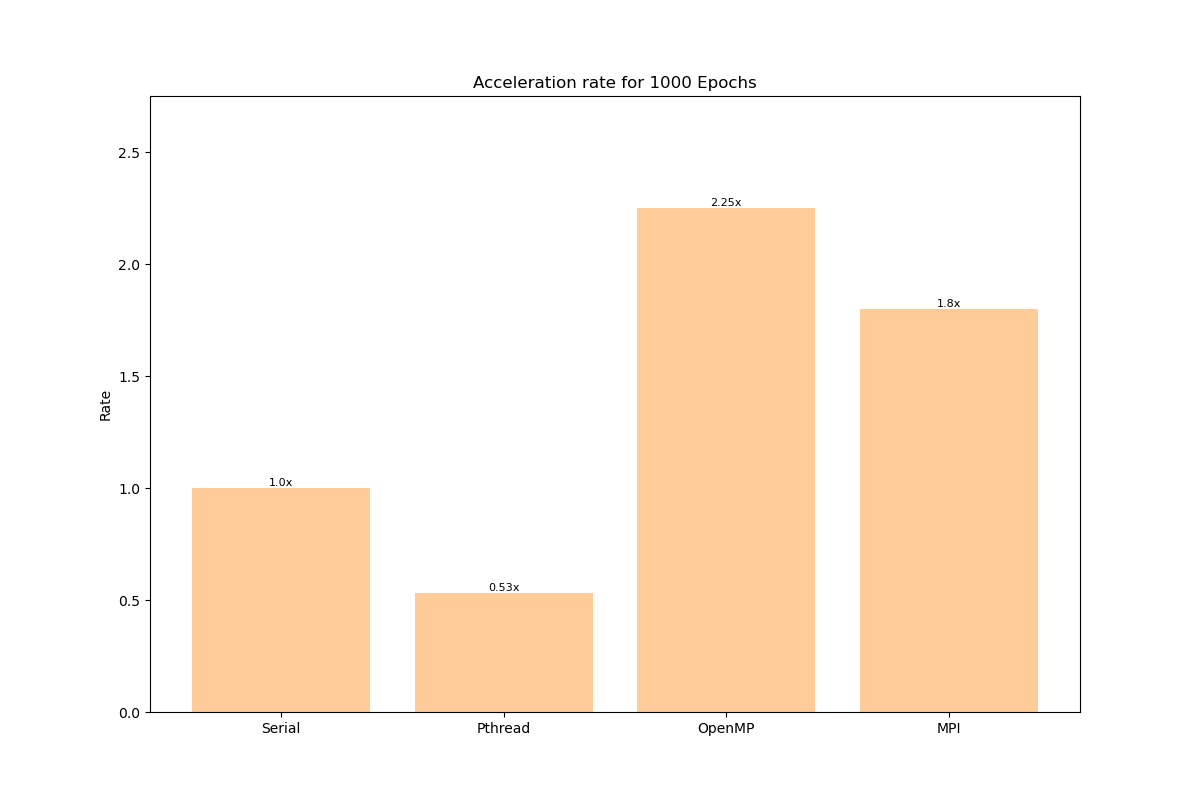 Acceleration rate for 1000 Epochs
Rate
2.5
2.0
1.5
1.0
0.5
0.0
1.0x
0.53x
2.25x
1.8x
Serial
Pthread
OpenMP
MPI